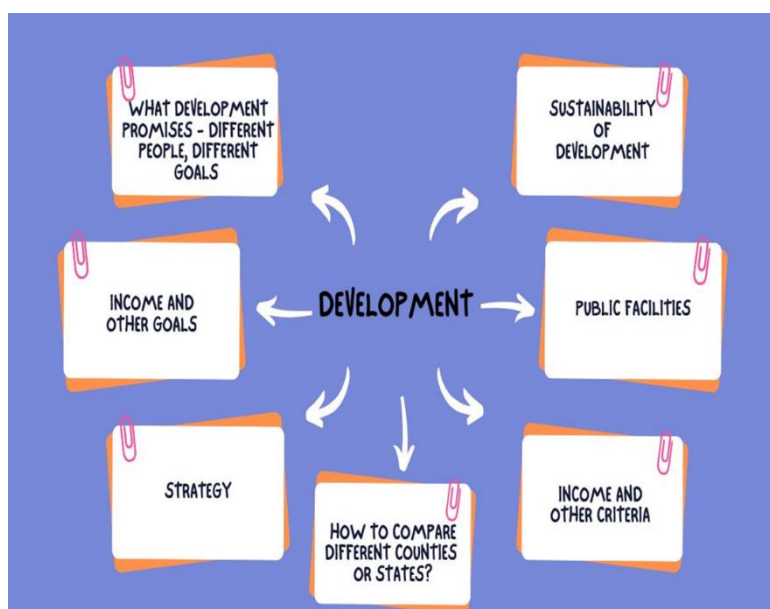 WHAT DEVELOPMENT
PROMISES - DIFFERENT
PEOPLE, DIFFERENT
GOALS
SUSTAINABILITY
OF
DEVELOPMENT
INCOME AND
OTHER GOALS
DEVELOPMENT
PUBLIC FACILITIES
STRATEGY
HOW TO COMPARE
DIFFERENT COUNTIES
OR STATES?
INCOME AND
OTHER CRITERIA